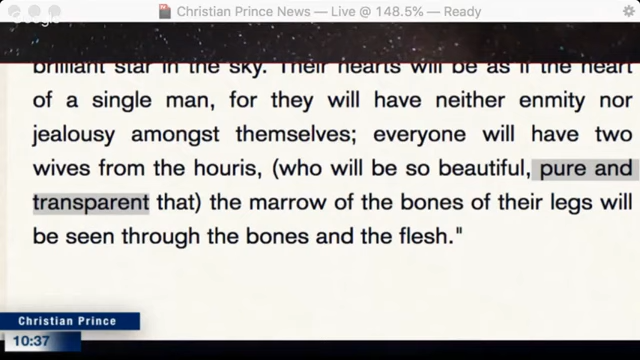 Christian Prince News — Live @ 148.5% — Ready
Google
brilliant star in the sky. Their hearts will be as if the heart
of a single man, for they will have neither enmity nor
jealousy amongst themselves; everyone will have two
wives from the houris, (who will be so beautiful, pure and
transparent that) the marrow of the bones of their legs will
be seen through the bones and the flesh."
Christian Prince
10:37